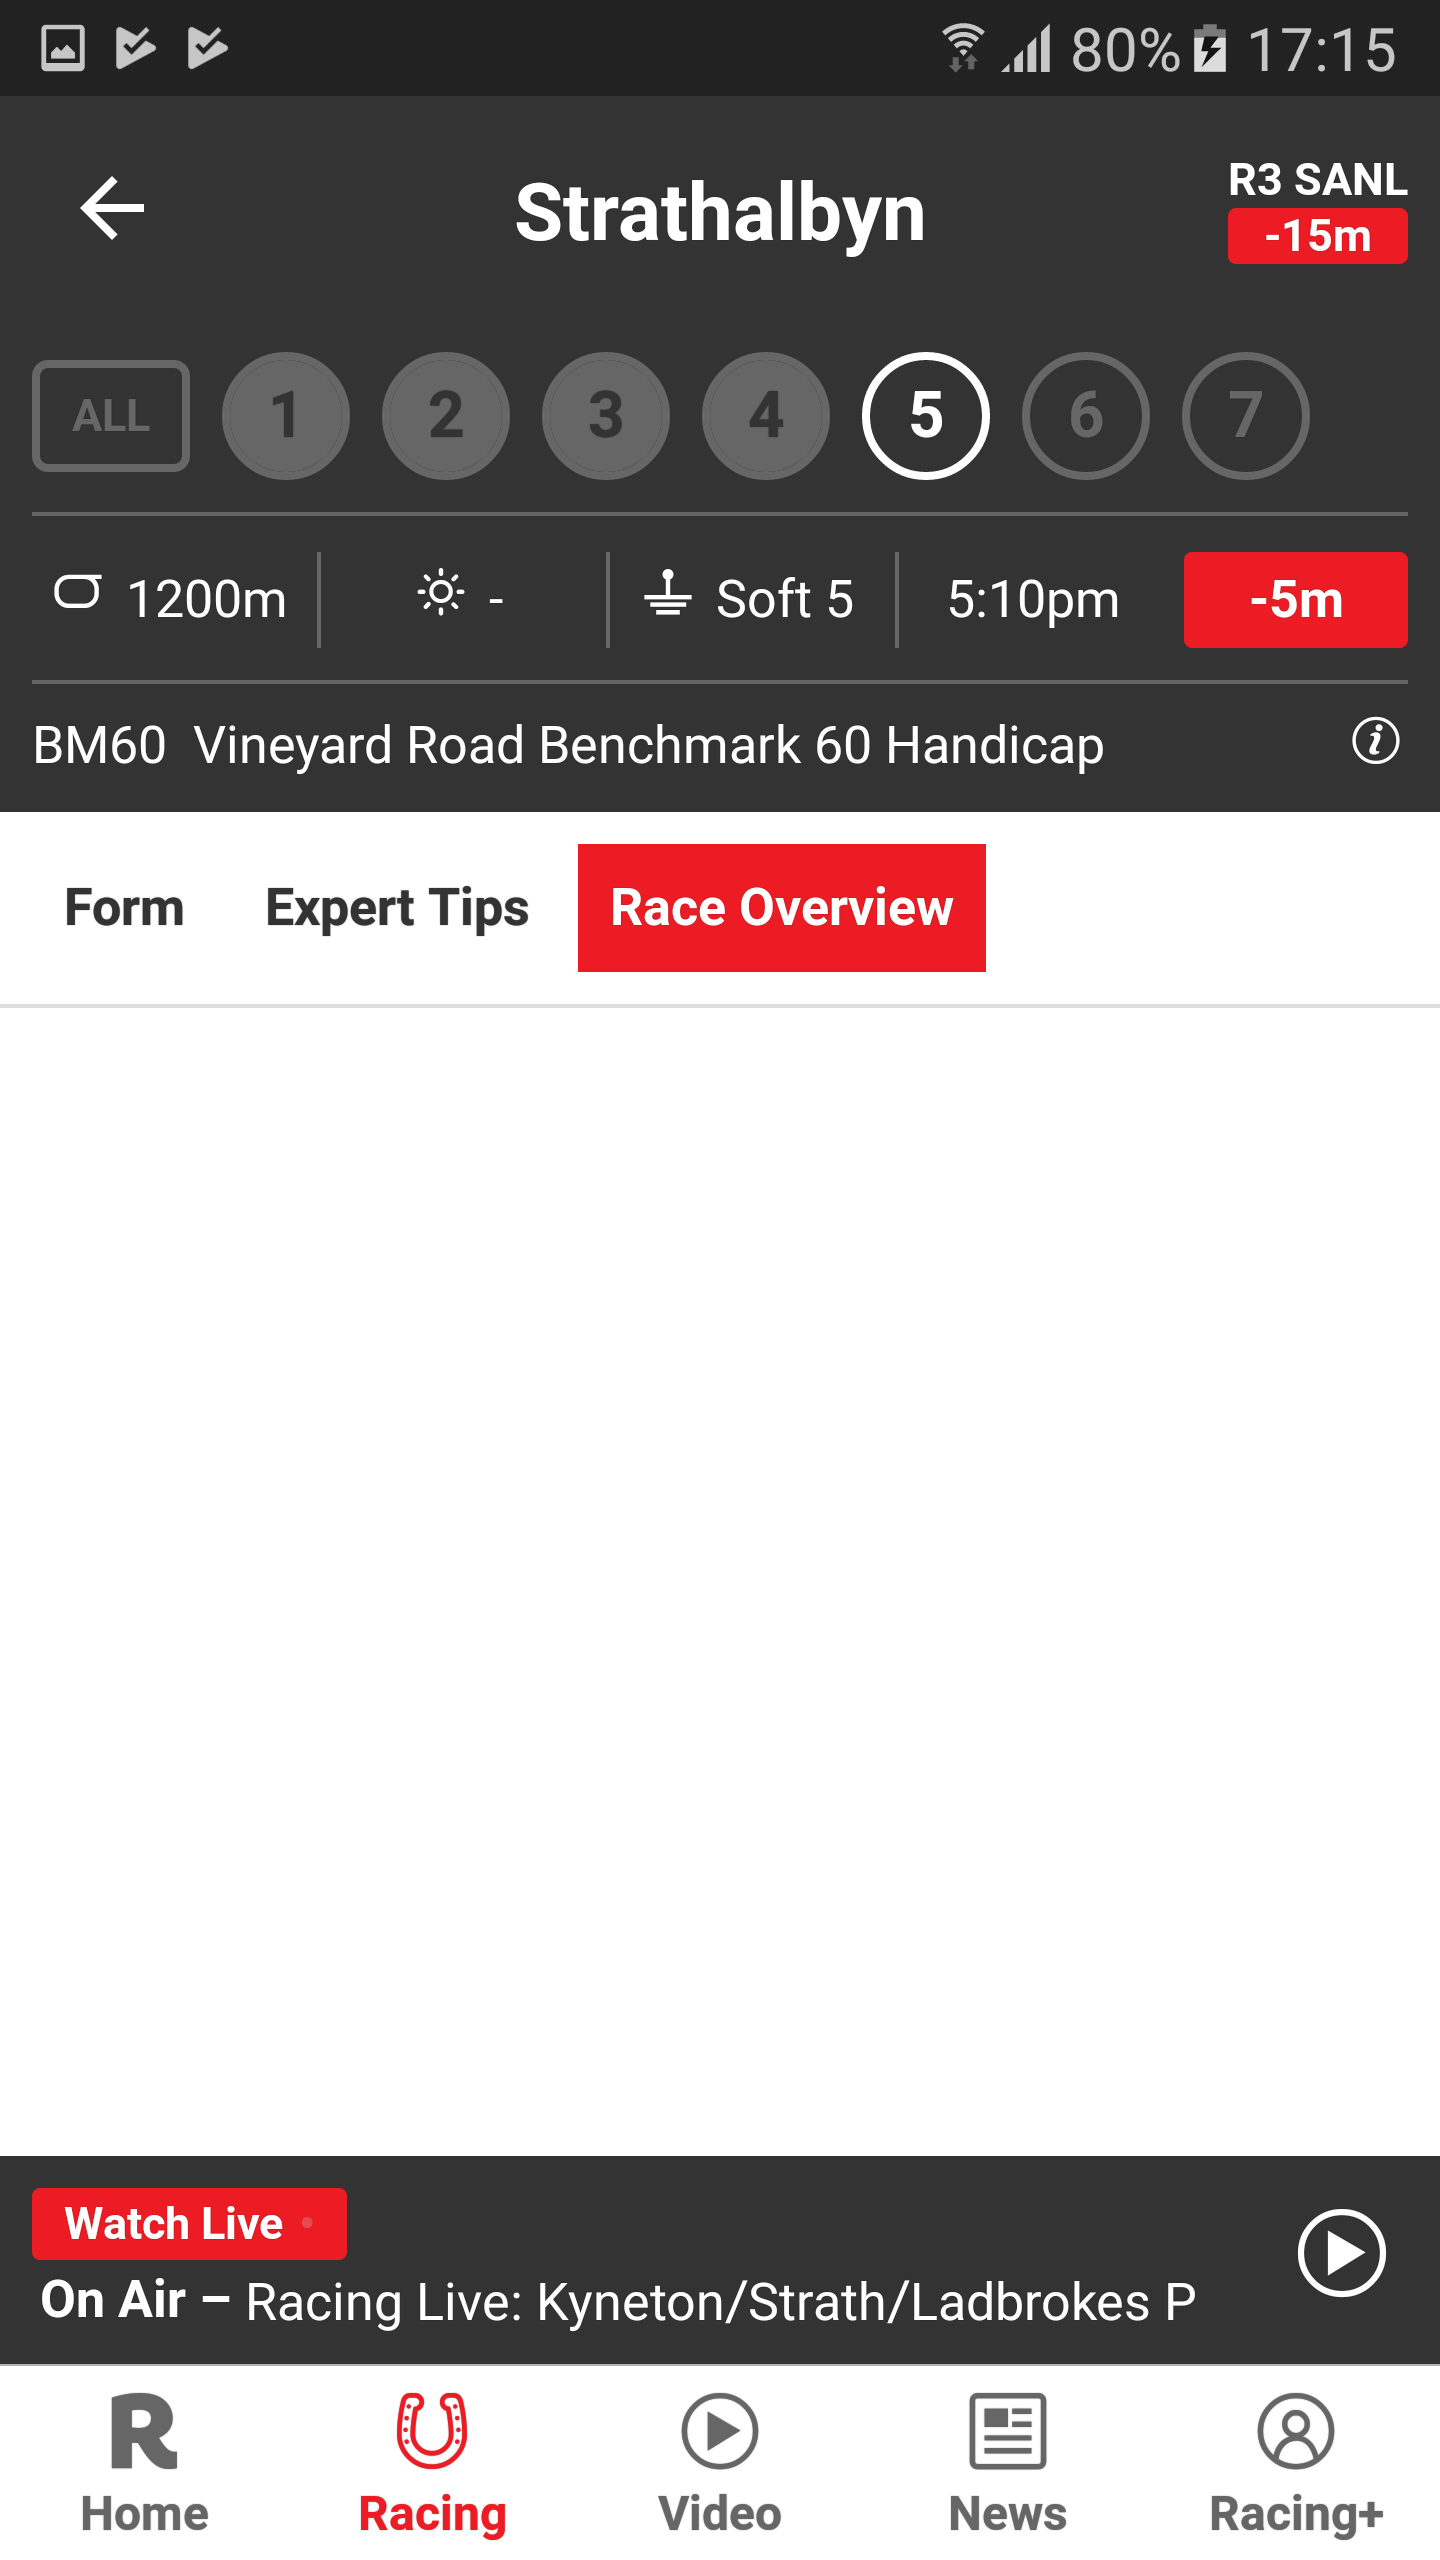 80% 17:15
Strathalbyn
R3 SANL
-15m
ALL 1 2 3 4 5 6 7
1200m - Soft 5 5:10pm -5m
BM60 Vineyard Road Benchmark 60 Handicap
Form Expert Tips Race Overview
Watch Live
On Air – Racing Live: Kyneton/Strath/Ladbrokes P
Home Racing Video News Racing+